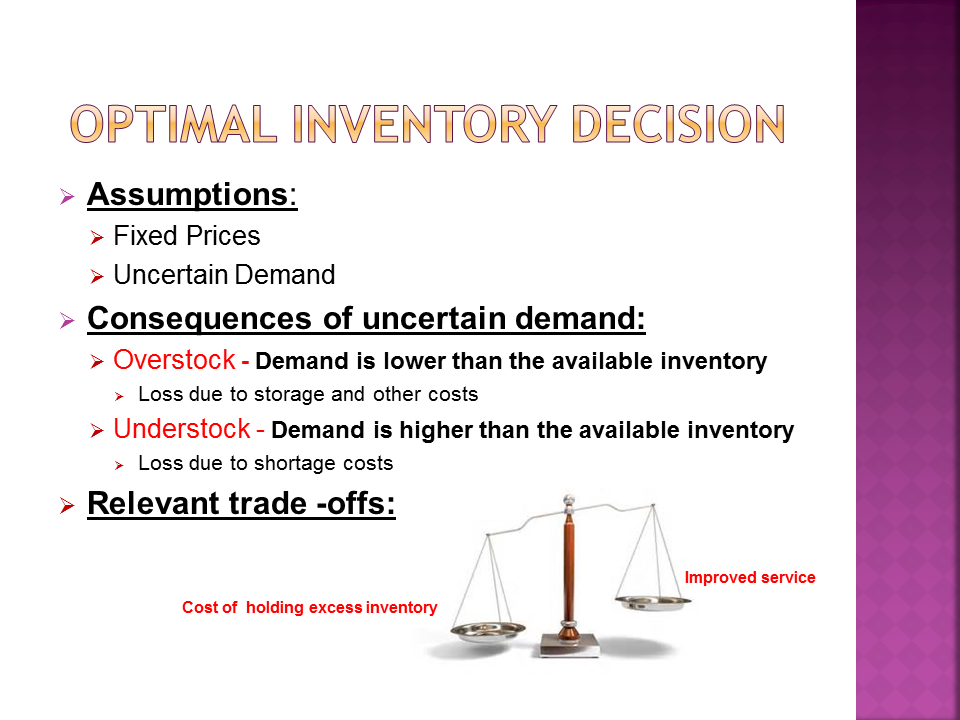 OPTIMAL INVENTORY DECISION
Assumptions:
Fixed Prices
Uncertain Demand
Consequences of uncertain demand:
Overstock - Demand is lower than the available inventory
Loss due to storage and other costs
Understock - Demand is higher than the available inventory
Loss due to shortage costs
Relevant trade -offs:
Improved service
Cost of holding excess inventory